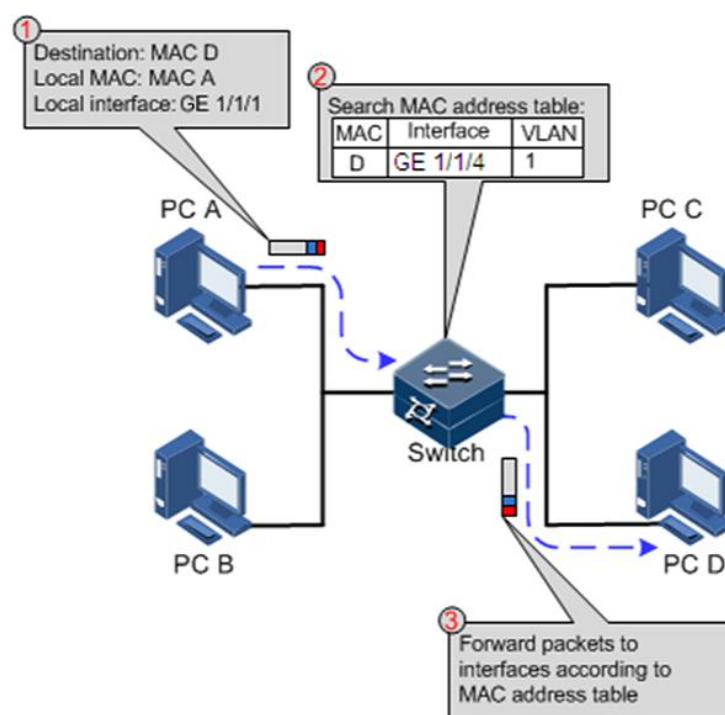 1
Destination: MAC D
Local MAC: MAC A
Local interface: GE 1/1/1
2
Search MAC address table:
MAC Interface VLAN
D GE 1/1/4 1
PC A
PC C
Switch
PC B
PC D
3
Forward packets to
interfaces according to
MAC address table